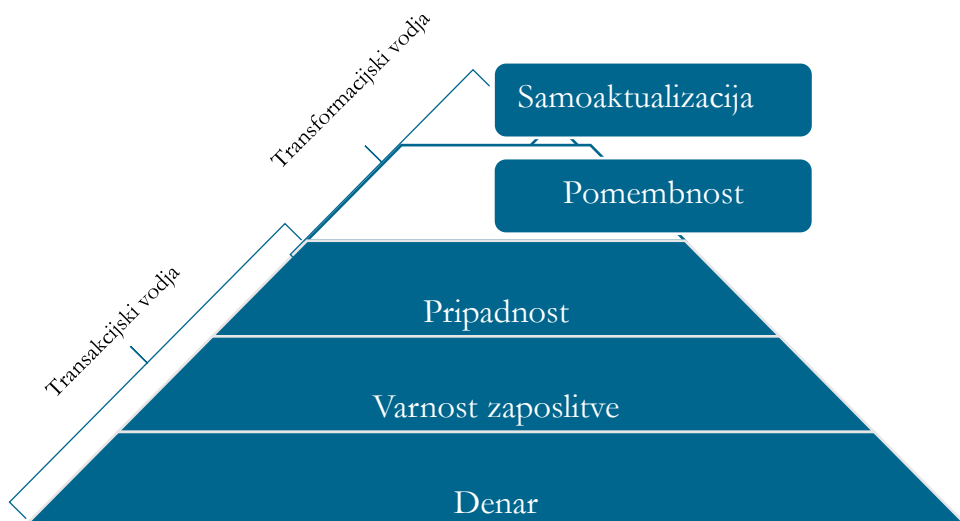 Transformacijski vodja
Samoaktualizacija
Pomembnost
Transakcijski vodja
Pripadnost
Varnost zaposlitve
Denar